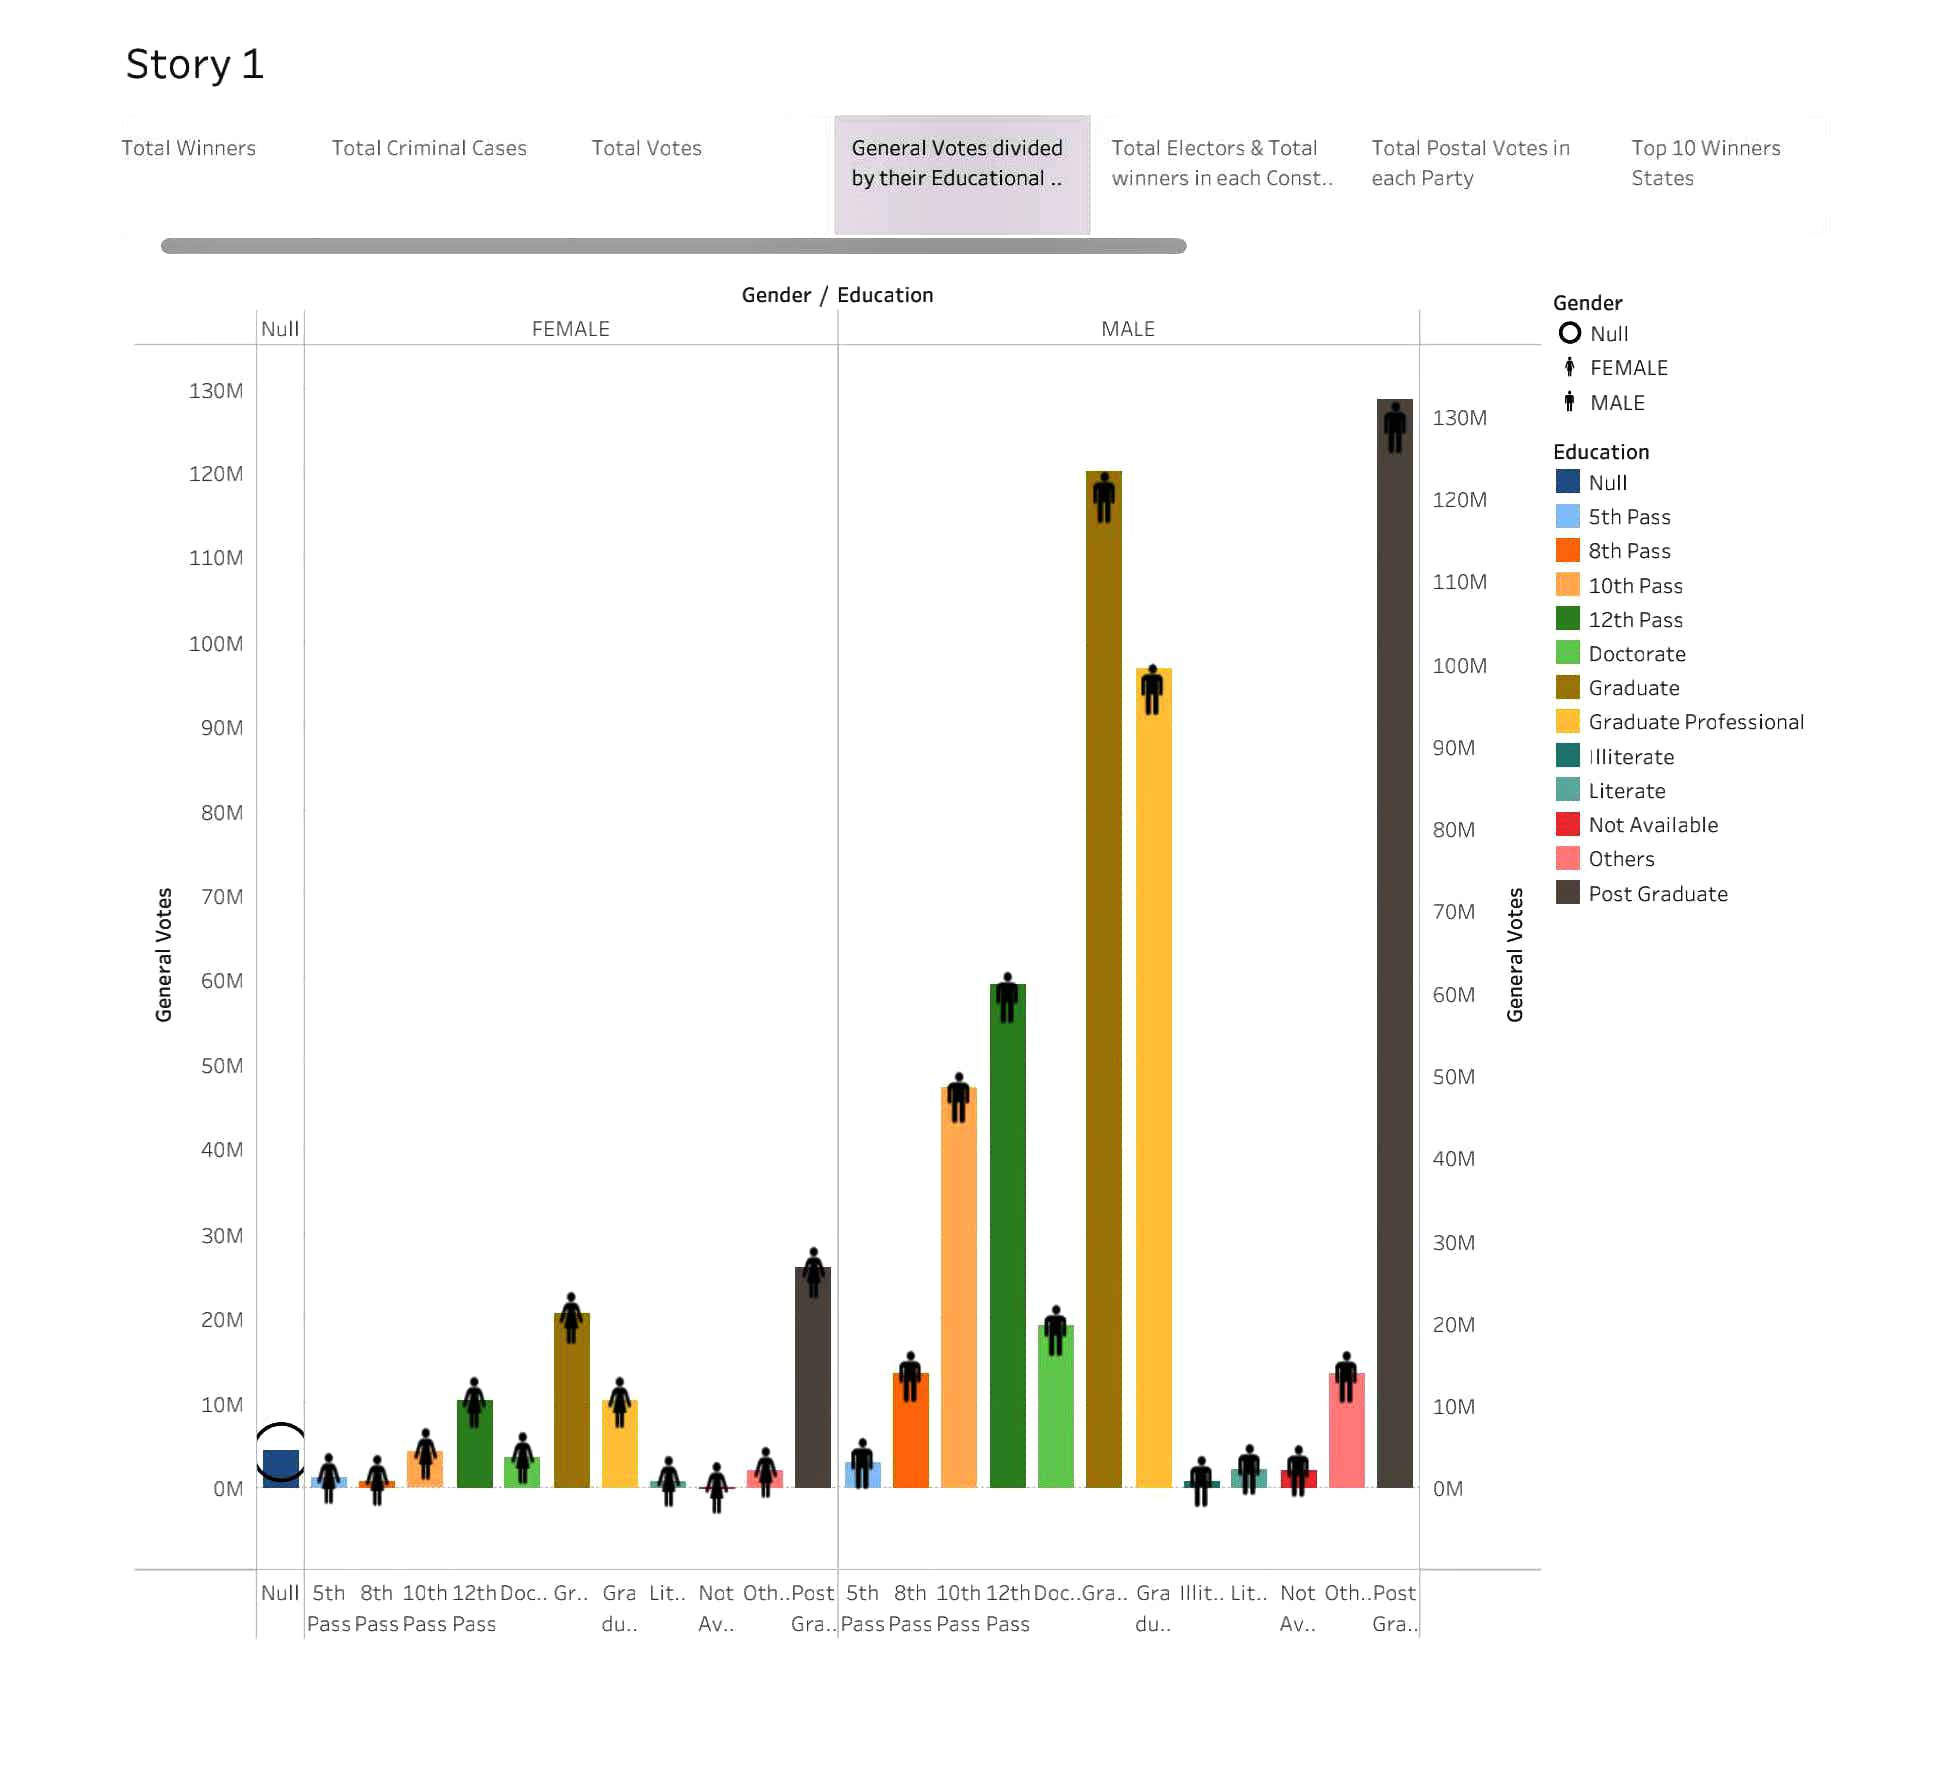 Story 1
Total Winners
Total Criminal Cases
Total Votes
General Votes divided
by their Educational ..
Total Electors & Total
winners in each Const..
Total Postal Votes in
each Party
Top 10 Winners
States
Gender / Education
Null
FEMALE
MALE
130M
120M
110M
100M
90M
80M
70M
60M
50M
40M
30M
20M
10M
0M
General Votes
130M
120M
110M
100M
90M
80M
70M
60M
50M
40M
30M
20M
10M
0M
General Votes
Null
5th
Pass
8th
Pass
10th
Pass
12th
Pass
Doc..
Gr..
Gra
du..
Lit..
Not
Av..
Oth..
Post
Gra..
5th
Pass
8th
Pass
10th
Pass
12th
Pass
Doc..
Gra..
Gra
du..
Illit..
Lit..
Not
Av..
Oth..
Post
Gra..
Gender
Null
FEMALE
MALE
Education
Null
5th Pass
8th Pass
10th Pass
12th Pass
Doctorate
Graduate
Graduate Professional
Illiterate
Literate
Not Available
Others
Post Graduate